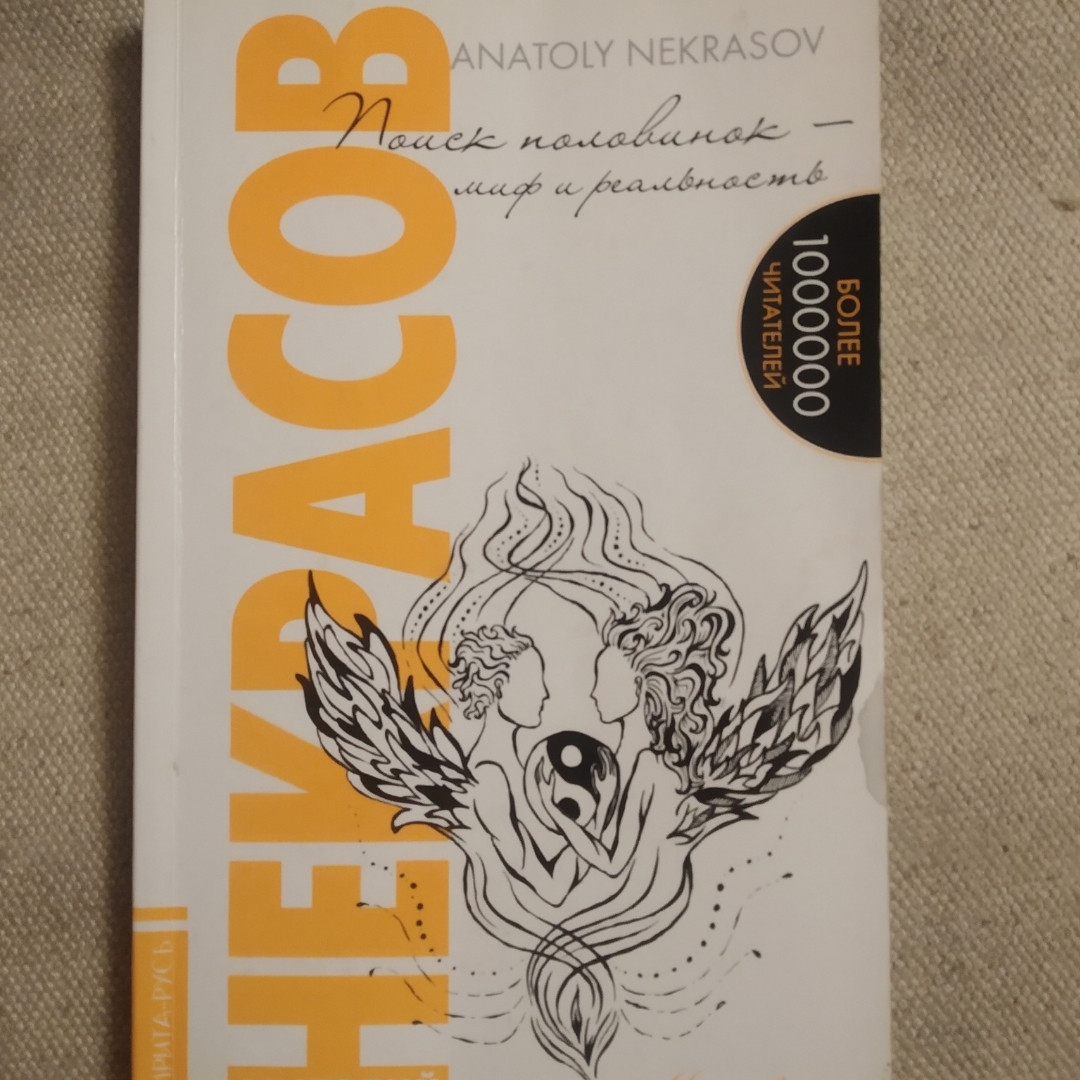 ANATOLY NEKRASOV
Поиск половинок —
миф и реальность
НЕКРАСОВ
БОЛЕЕ
1000000
ЧИТАТЕЛЕЙ